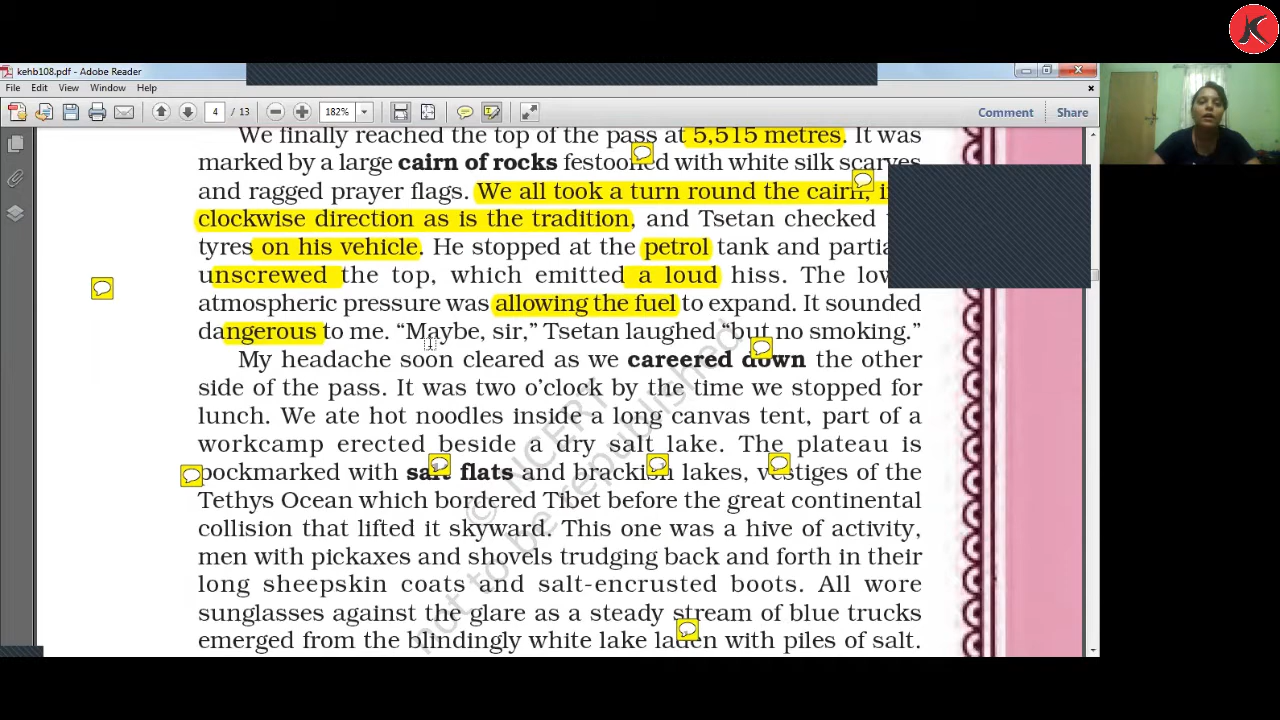 K
kehb108.pdf - Adobe Reader
File Edit View Window Help
4 / 13 182% Comment Share
We finally reached the top of the pass at 5,515 metres. It was
marked by a large cairn of rocks festooned with white silk scarves
and ragged prayer flags. We all took a turn round the cairn,
clockwise direction as is the tradition, and Tsetan checked
tyres on his vehicle. He stopped at the petrol tank and partia
unscrewed the top, which emitted a loud hiss. The low
atmospheric pressure was allowing the fuel to expand. It sounded
dangerous to me. “Maybe, sir,” Tsetan laughed “but no smoking.”
My headache soon cleared as we careered down the other
side of the pass. It was two o’clock by the time we stopped for
lunch. We ate hot noodles inside a long canvas tent, part of a
workcamp erected beside a dry salt lake. The plateau is
pockmarked with salt flats and brackish lakes, vestiges of the
Tethys Ocean which bordered Tibet before the great continental
collision that lifted it skyward. This one was a hive of activity,
men with pickaxes and shovels trudging back and forth in their
long sheepskin coats and salt-encrusted boots. All wore
sunglasses against the glare as a steady stream of blue trucks
emerged from the blindingly white lake laden with piles of salt.
© NCERT
not to be republished